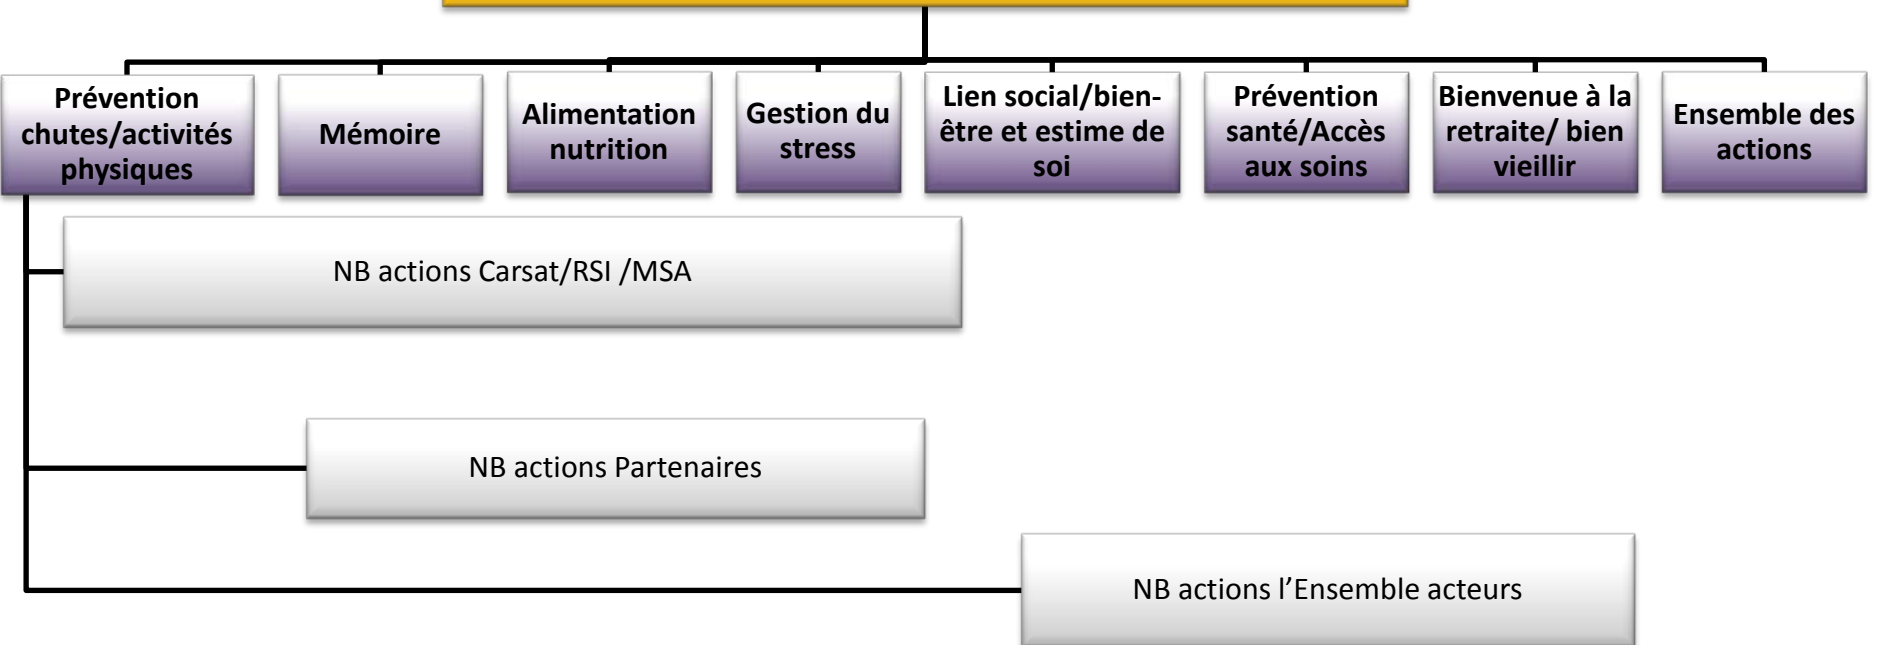 Prévention
chutes/activités
physiques
Mémoire
Alimentation
nutrition
Gestion du
stress
Lien social/bien-
être et estime de
soi
Prévention
santé/Accès
aux soins
Bienvenue à la
retraite/ bien
vieillir
Ensemble des
actions
NB actions Carsat/RSI /MSA
NB actions Partenaires
NB actions l’Ensemble acteurs